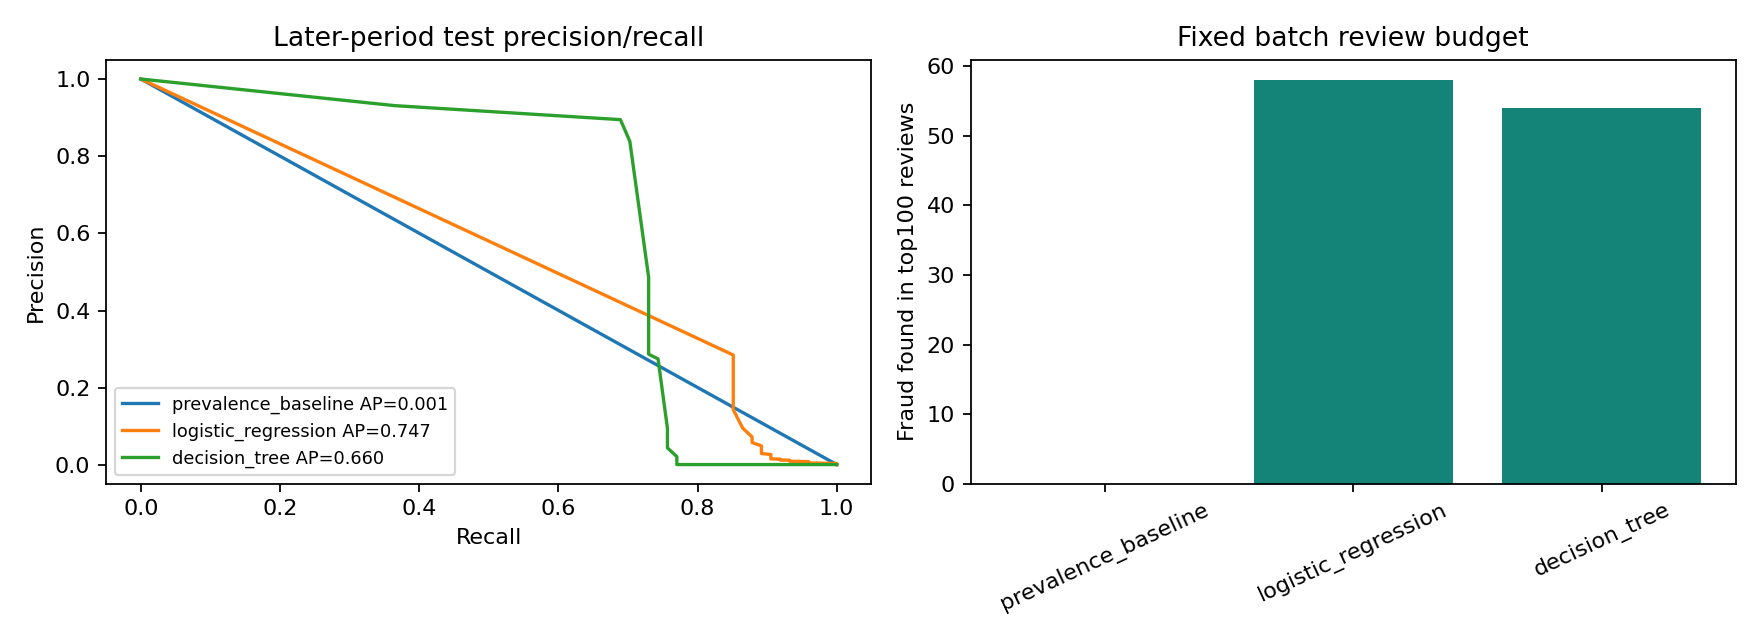 Later-period test precision/recall
Precision
1.0
0.8
0.6
0.4
0.2
0.0
prevalence_baseline AP=0.001
logistic_regression AP=0.747
decision_tree AP=0.660
0.0 0.2 0.4 0.6 0.8 1.0
Recall
Fixed batch review budget
Fraud found in top100 reviews
60
50
40
30
20
10
0
prevalence_baseline
logistic_regression
decision_tree